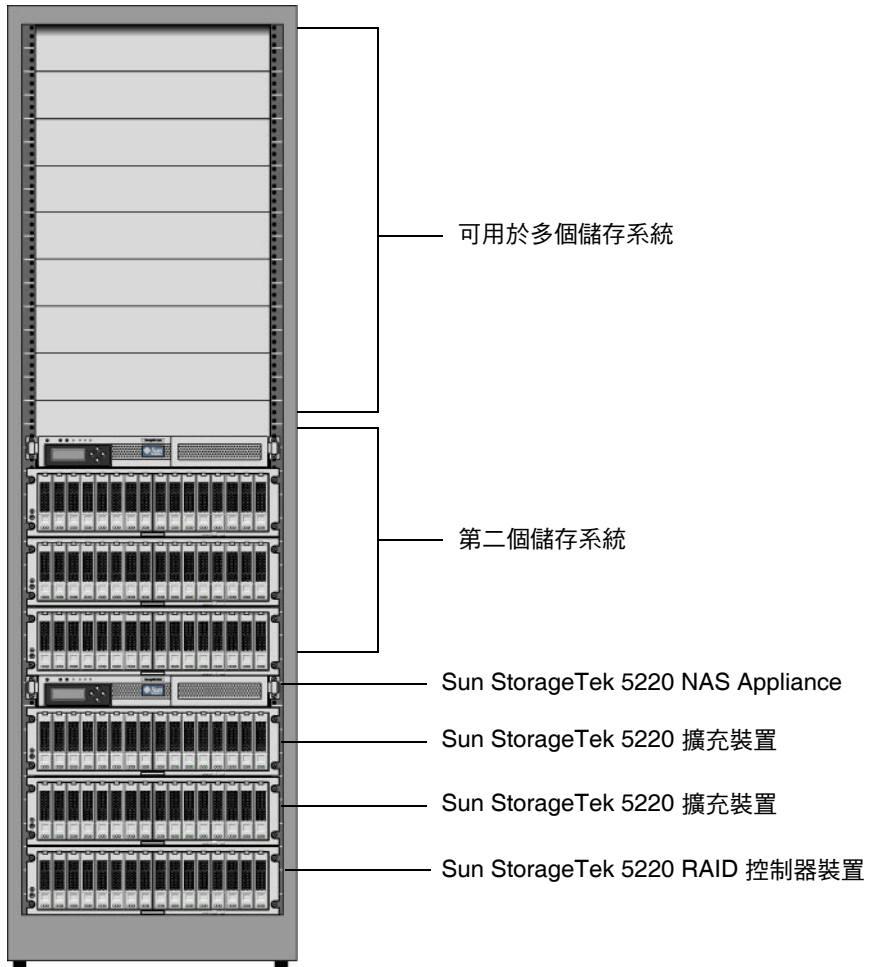 可用於多個儲存系統
第二個儲存系統
Sun StorageTek 5220 NAS Appliance
Sun StorageTek 5220 擴充裝置
Sun StorageTek 5220 擴充裝置
Sun StorageTek 5220 RAID 控制器裝置